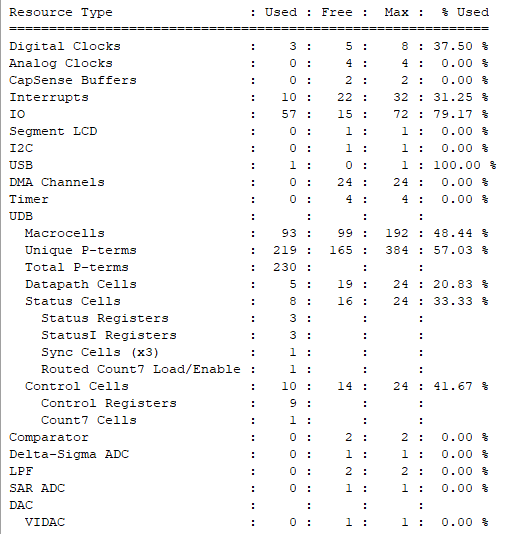 Resource Type                 : Used : Free :  Max :  % Used
============================================================
Digital Clocks                :    3 :    5 :    8 : 37.50 %
Analog Clocks                 :    0 :    4 :    4 :  0.00 %
CapSense Buffers              :    0 :    2 :    2 :  0.00 %
Interrupts                    :   10 :   22 :   32 : 31.25 %
IO                            :   57 :   15 :   72 : 79.17 %
Segment LCD                   :    0 :    1 :    1 :  0.00 %
I2C                           :    0 :    1 :    1 :  0.00 %
USB                           :    1 :    0 :    1 : 100.00 %
DMA Channels                  :    0 :   24 :   24 :  0.00 %
Timer                         :    0 :    4 :    4 :  0.00 %
UDB                           :      :      :      :
  Macrocells                  :   93 :   99 :  192 : 48.44 %
  Unique P-terms              :  219 :  165 :  384 : 57.03 %
  Total P-terms               :  230 :      :      :
  Datapath Cells              :    5 :   19 :   24 : 20.83 %
  Status Cells                :    8 :   16 :   24 : 33.33 %
    Status Registers          :    3 :      :      :
    StatusI Registers         :    3 :      :      :
    Sync Cells (x3)           :    1 :      :      :
    Routed Count7 Load/Enable :    1 :      :      :
  Control Cells               :   10 :   14 :   24 : 41.67 %
    Control Registers         :    9 :      :      :
    Count7 Cells              :    1 :      :      :
Comparator                    :    0 :    2 :    2 :  0.00 %
Delta-Sigma ADC               :    0 :    1 :    1 :  0.00 %
LPF                           :    0 :    2 :    2 :  0.00 %
SAR ADC                       :    0 :    1 :    1 :  0.00 %
DAC                           :      :      :      :
  VIDAC                       :    0 :    1 :    1 :  0.00 %